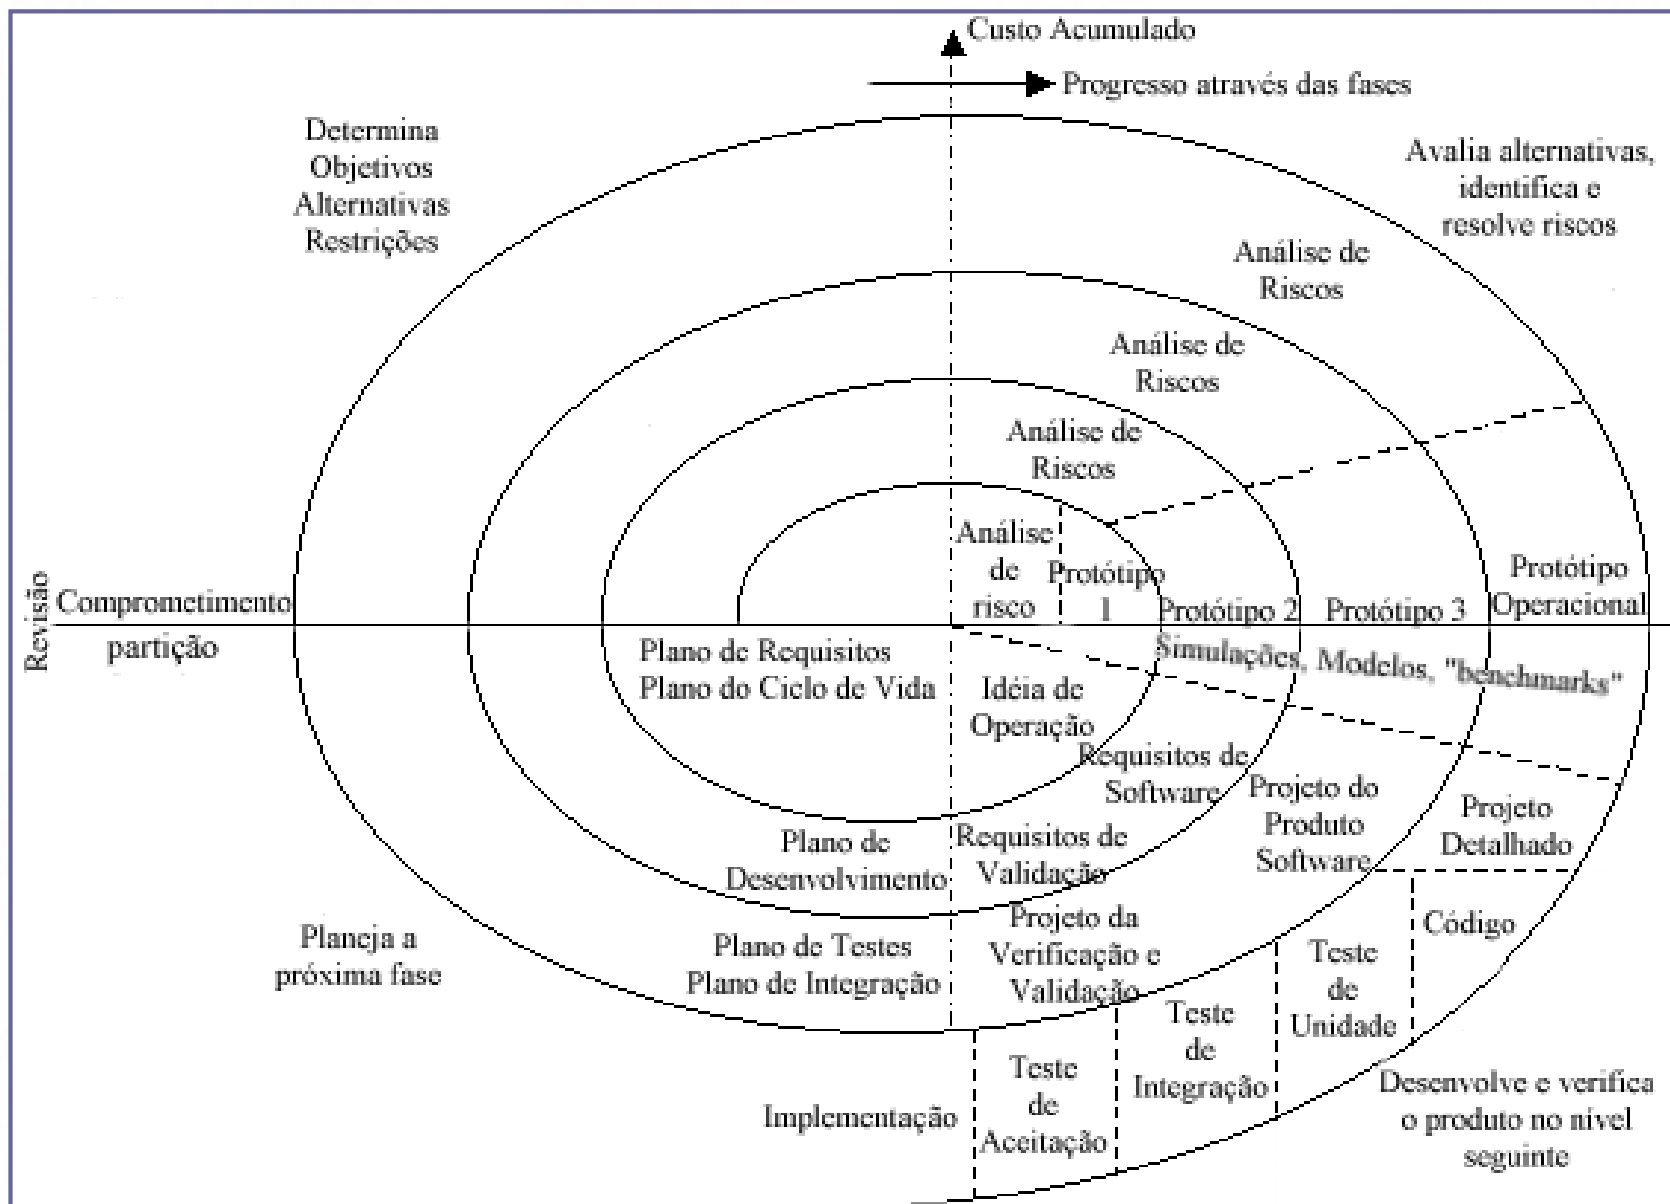 Custo Acumulado
Progresso através das fases
Determina
Objetivos
Alternativas
Restrições
Avalia alternativas,
identifica e
resolve riscos
Análise de
Riscos
Análise de
Riscos
Análise de
Riscos
Análise
de
risco
Protótipo
1
Protótipo 2
Protótipo 3
Protótipo
Operacional
Revisão
Comprometimento
partição
Simulações, Modelos, "benchmarks"
Plano de Requisitos
Plano do Ciclo de Vida
Idéia de
Operação
Requisitos de
Software
Projeto do
Produto
Software
Projeto
Detalhado
Plano de
Desenvolvimento
Requisitos de
Validação
Código
Planeja a
próxima fase
Plano de Testes
Plano de Integração
Projeto da
Verificação e
Validação
Teste
de
Unidade
Teste
de
Integração
Teste
de
Aceitação
Implementação
Desenvolve e verifica
o produto no nível
seguinte